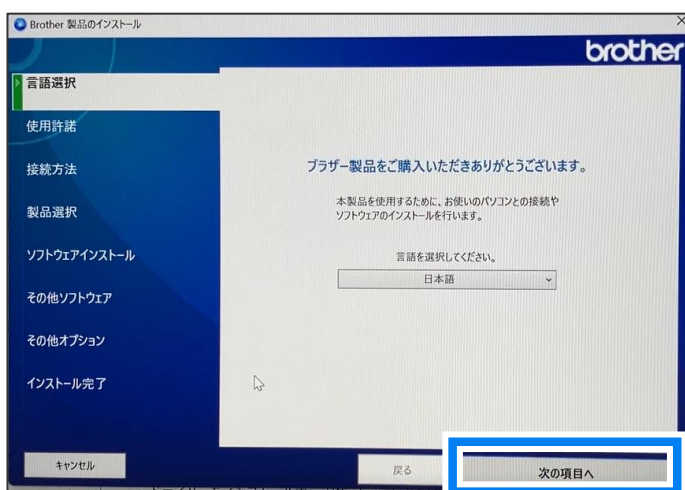 Brother 製品のインストール
brother
言語選択
使用許諾
接続方法
製品選択
ソフトウェアインストール
その他ソフトウェア
その他オプション
インストール完了
ブラザー製品をご購入いただきありがとうございます。
本製品を使用するために、お使いのパソコンとの接続や
ソフトウェアのインストールを行います。
言語を選択してください。
日本語
キャンセル
戻る
次の項目へ